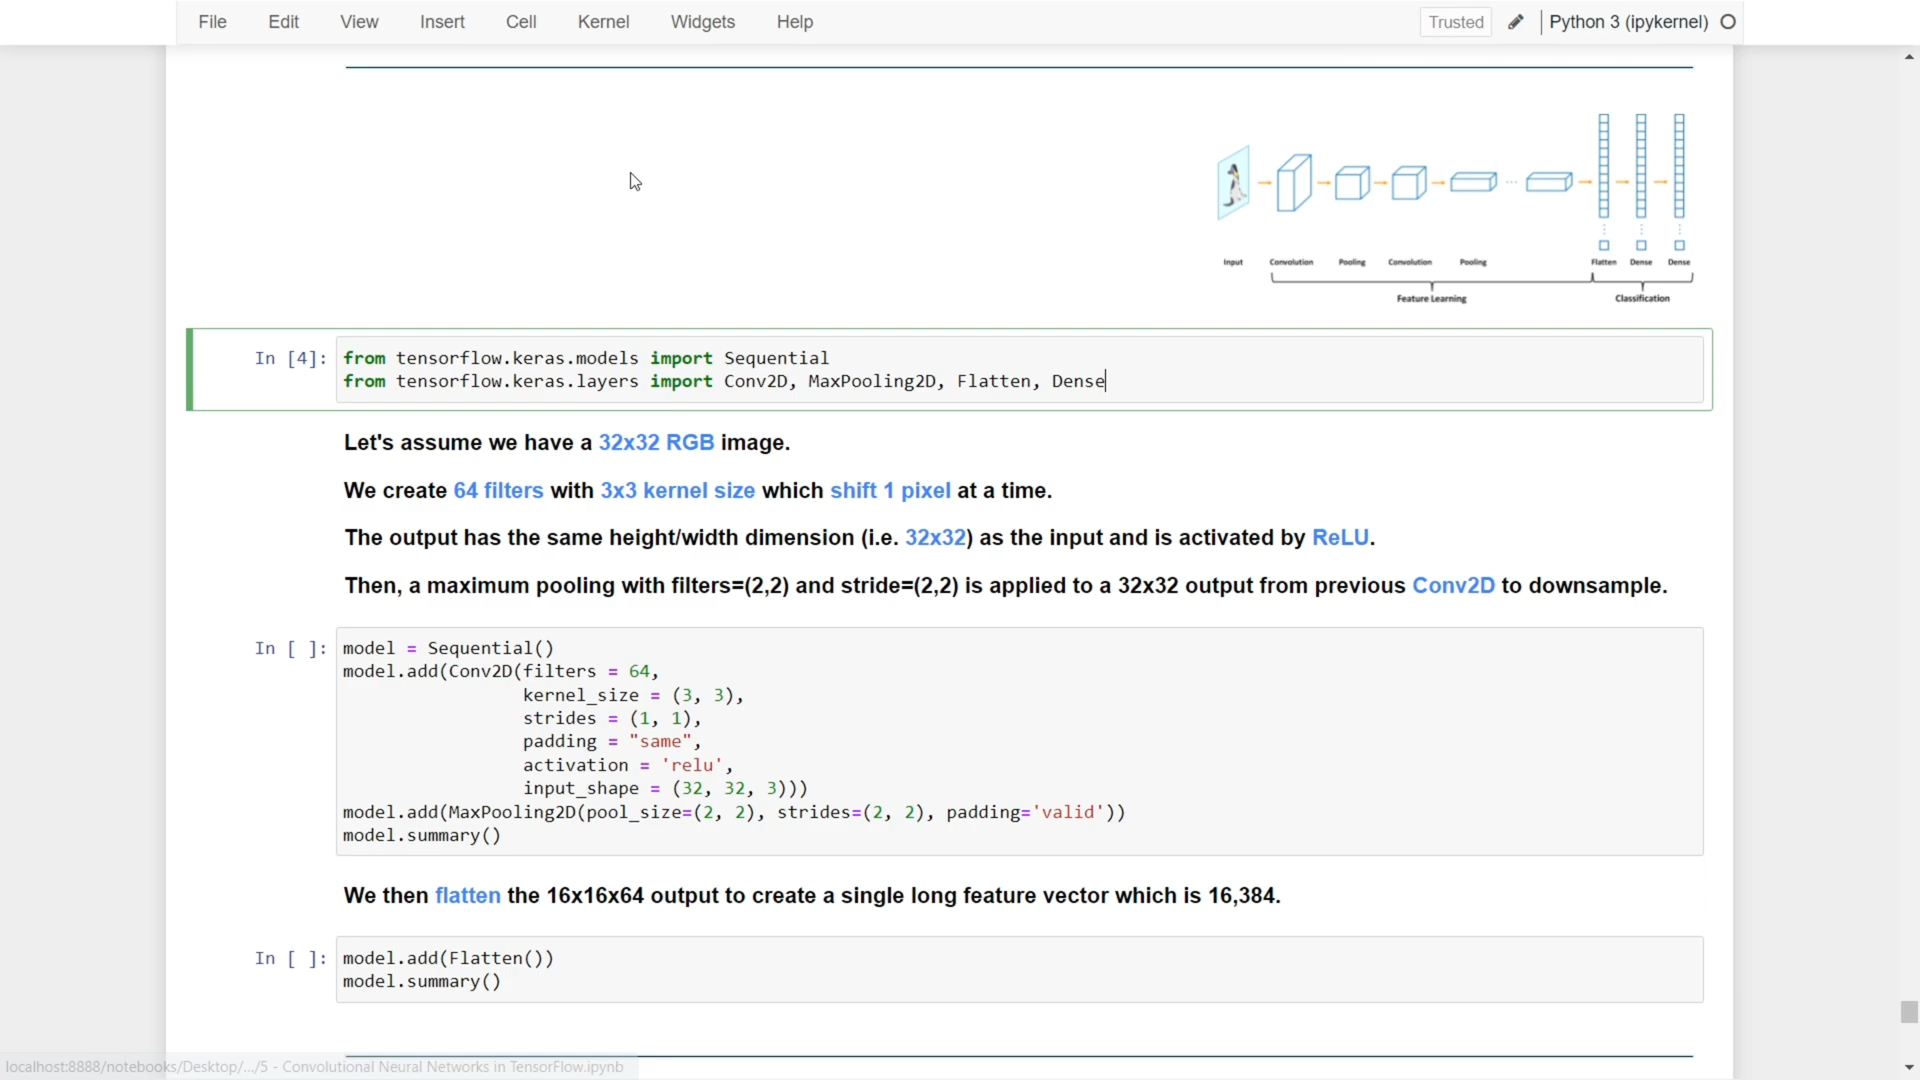 File Edit View Insert Cell Kernel Widgets Help Trusted Python 3 (ipykernel)
Input Convolution Pooling Convolution Pooling ... Flatten Dense Dense
Feature Learning Classification
In [4]: from tensorflow.keras.models import Sequential
from tensorflow.keras.layers import Conv2D, MaxPooling2D, Flatten, Dense
Let's assume we have a 32x32 RGB image.
We create 64 filters with 3x3 kernel size which shift 1 pixel at a time.
The output has the same height/width dimension (i.e. 32x32) as the input and is activated by ReLU.
Then, a maximum pooling with filters=(2,2) and stride=(2,2) is applied to a 32x32 output from previous Conv2D to downsample.
In [ ]: model = Sequential()
model.add(Conv2D(filters = 64,
kernel_size = (3, 3),
strides = (1, 1),
padding = "same",
activation = 'relu',
input_shape = (32, 32, 3)))
model.add(MaxPooling2D(pool_size=(2, 2), strides=(2, 2), padding='valid'))
model.summary()
We then flatten the 16x16x64 output to create a single long feature vector which is 16,384.
In [ ]: model.add(Flatten())
model.summary()
localhost:8888/notebooks/Desktop/.../5 - Convolutional Neural Networks in TensorFlow.ipynb